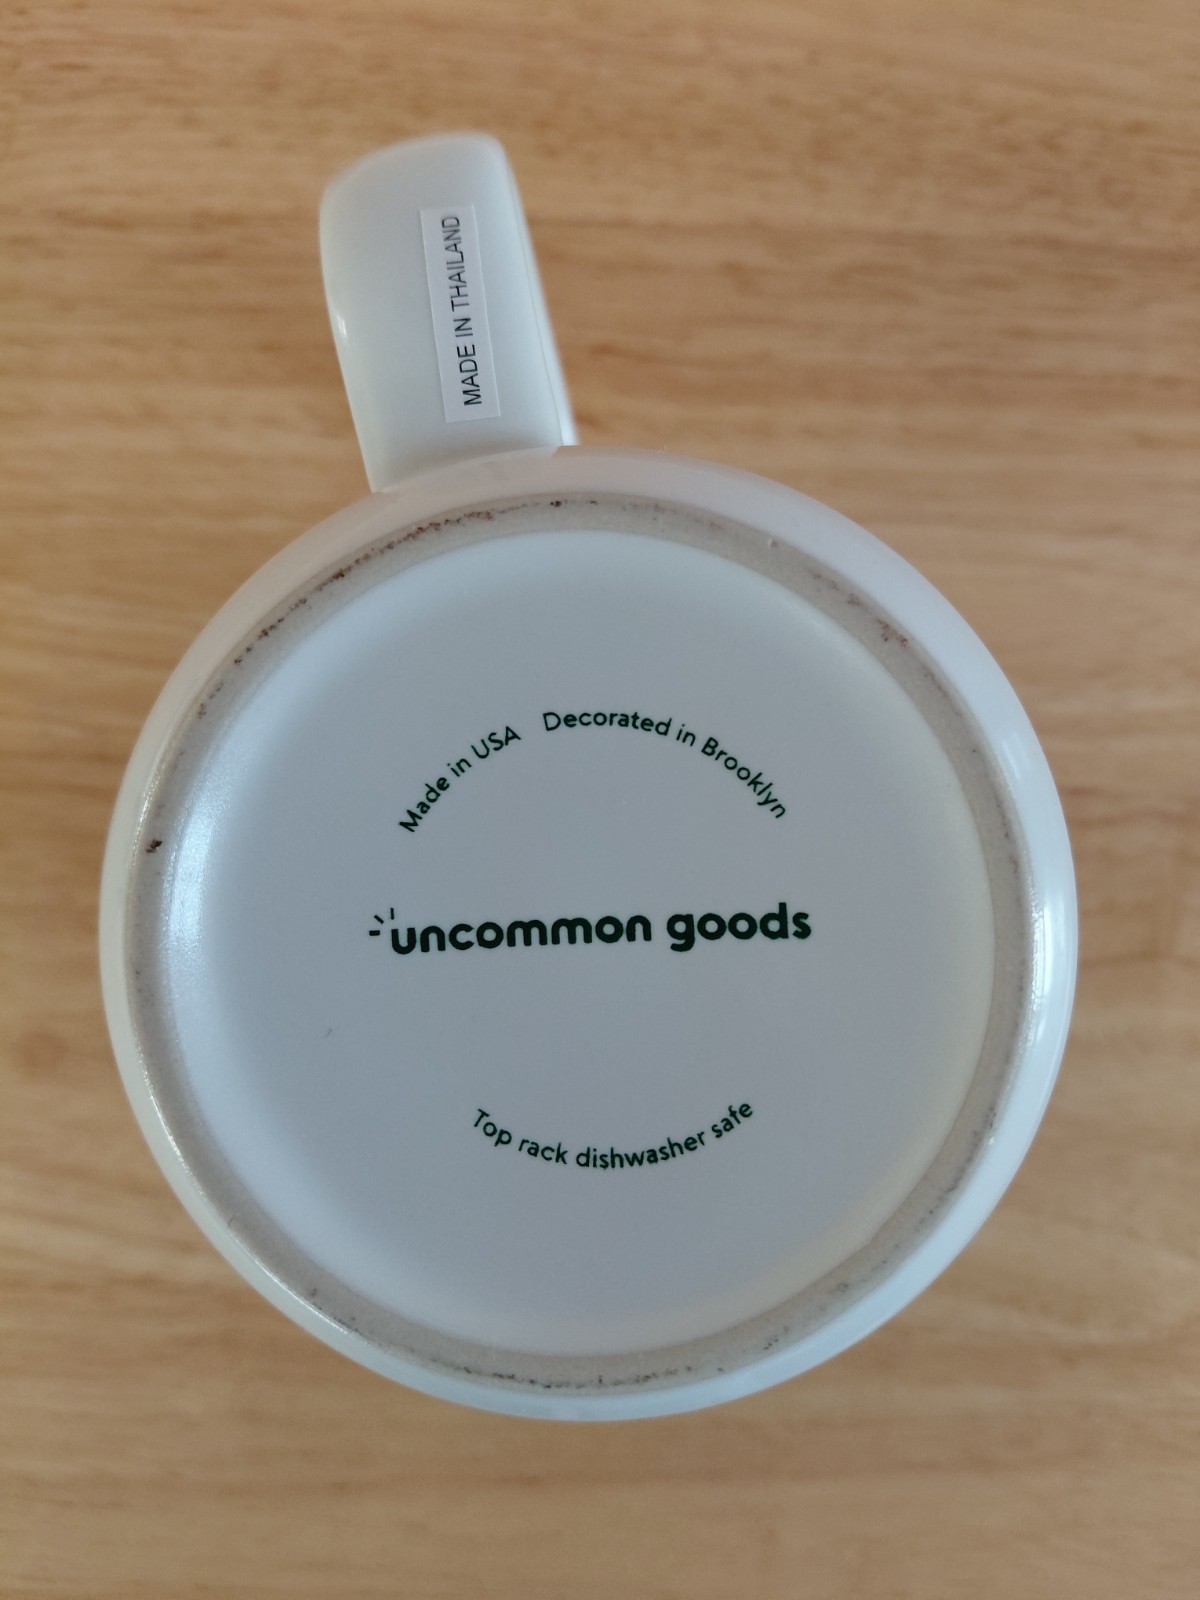 MADE IN THAILAND
Made in USA Decorated in Brooklyn
uncommon goods
Top rack dishwasher safe